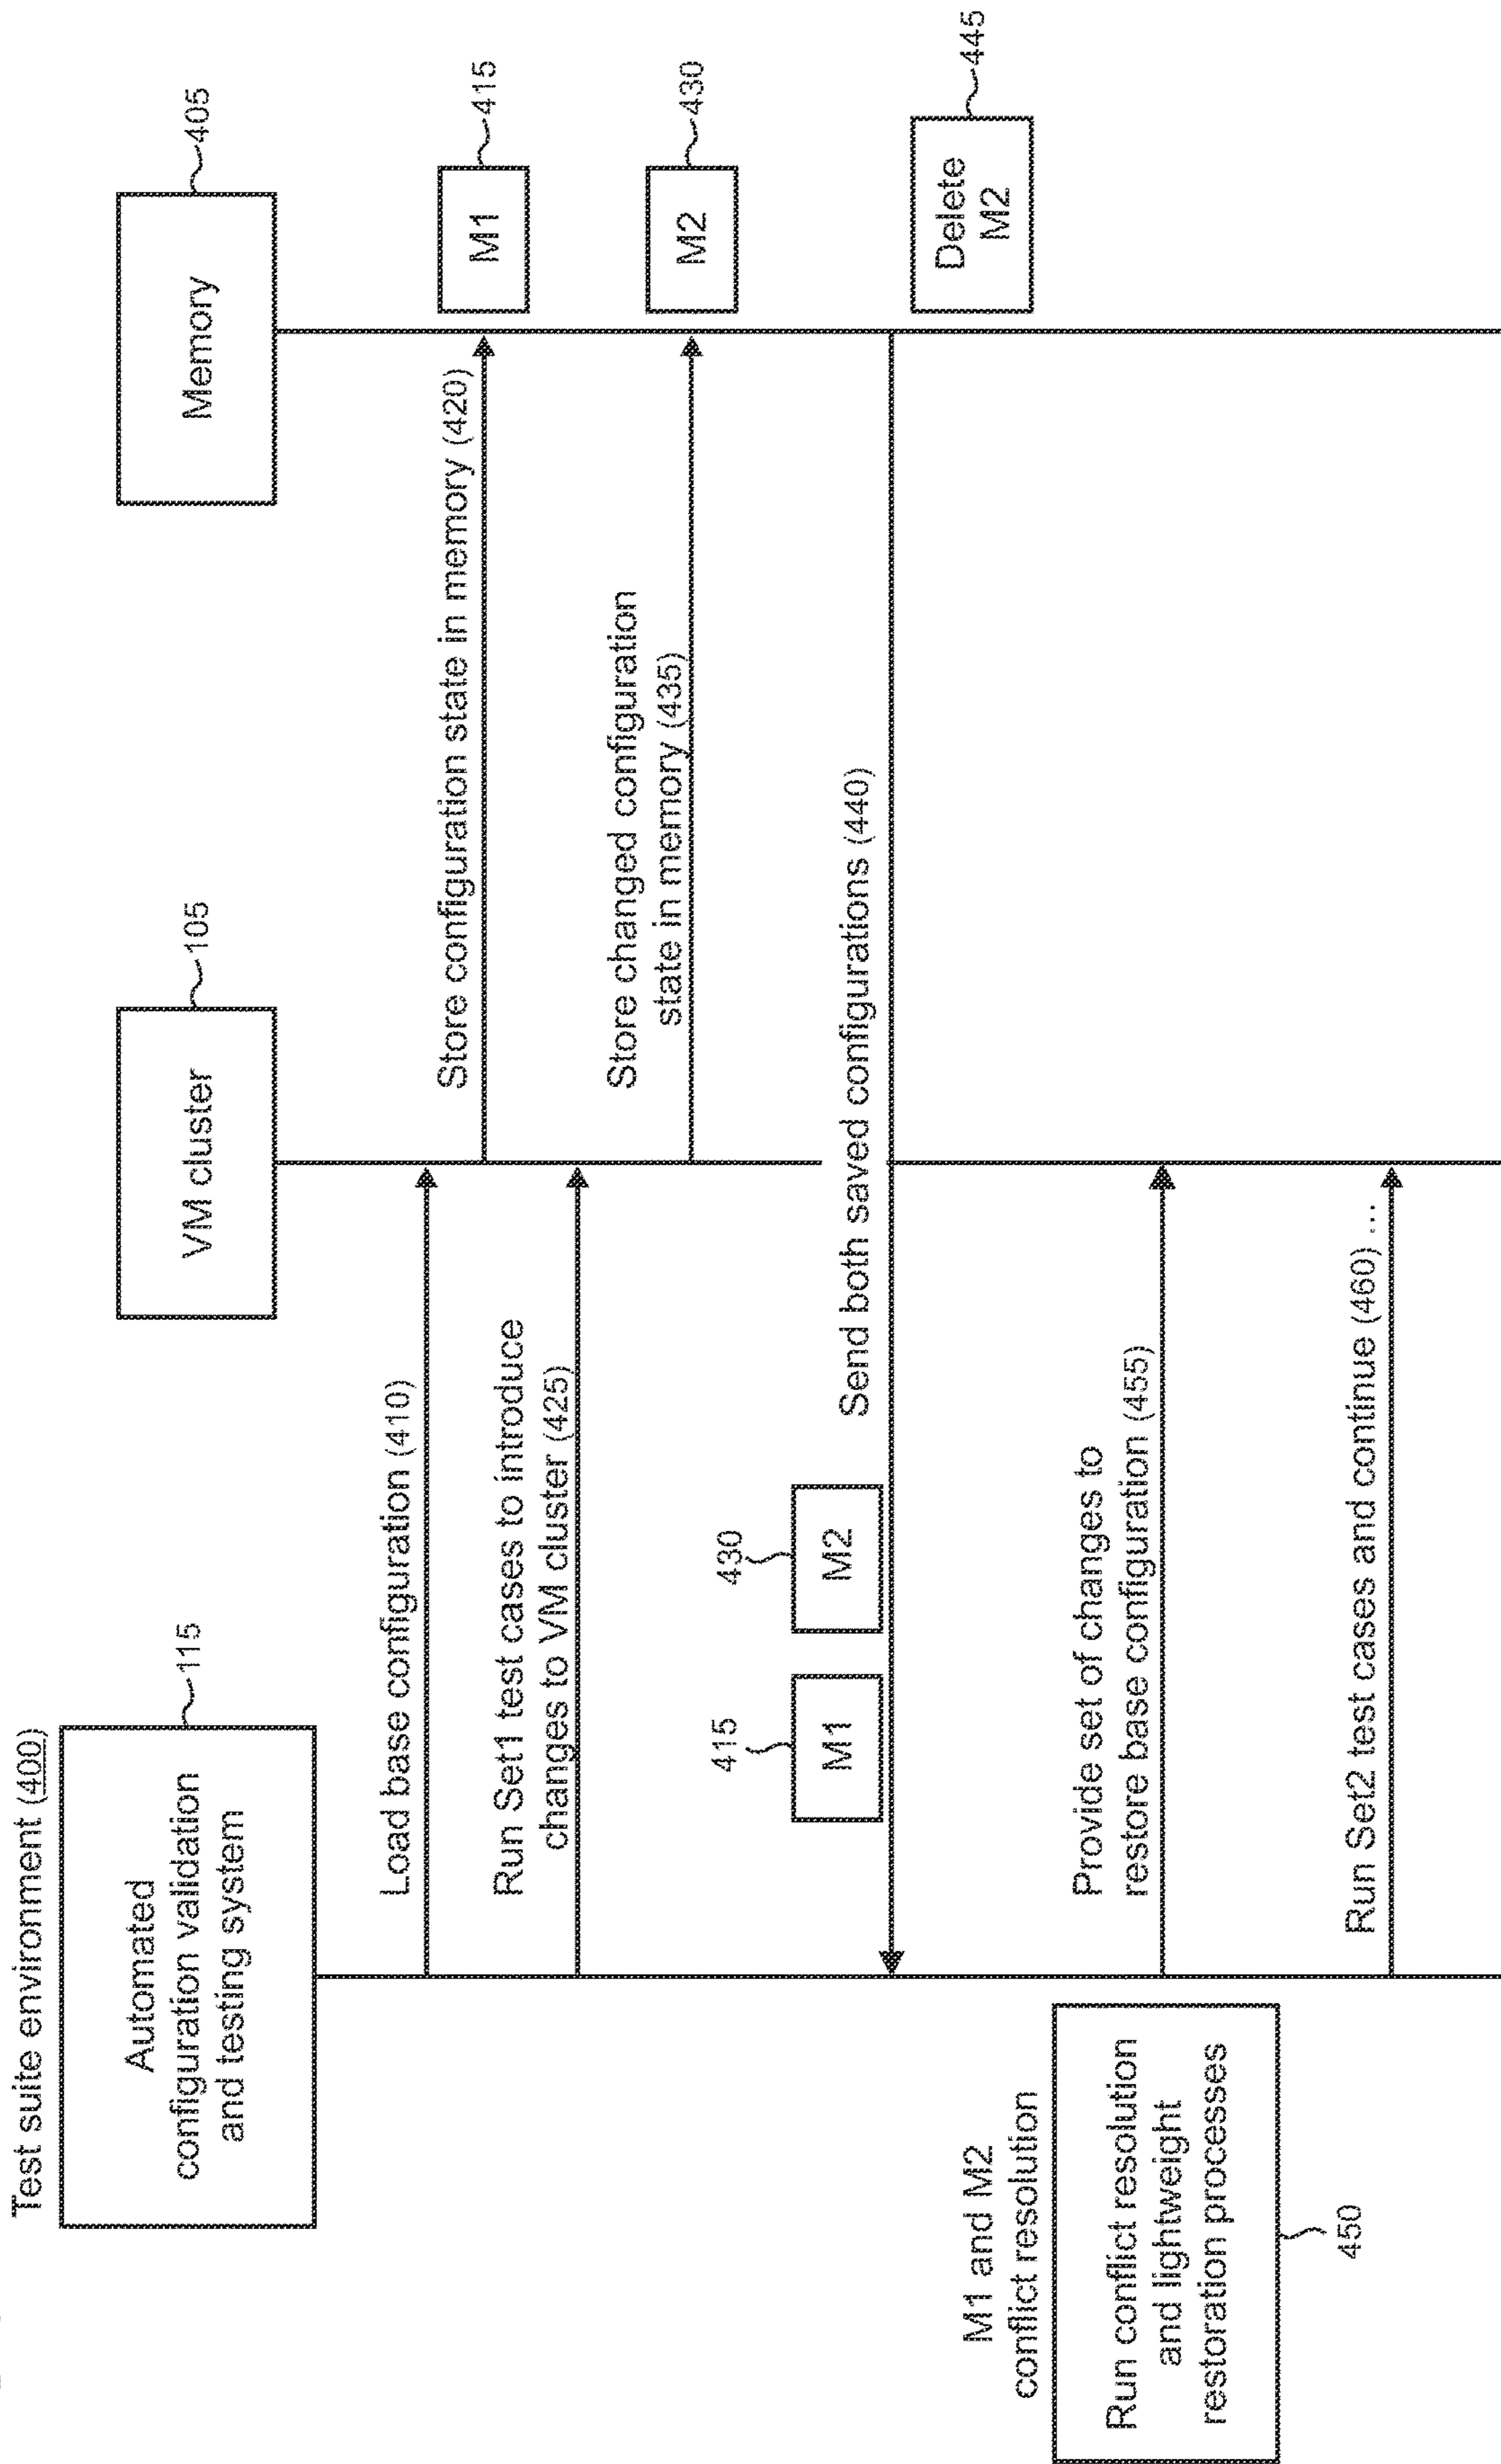 Test suite environment (400)
Automated
configuration validation
and testing system
115
VM cluster
105
Memory
405
Load base configuration (410)
Store configuration state in memory (420)
M1
415
Run Set1 test cases to introduce
changes to VM cluster (425)
Store changed configuration
state in memory (435)
M2
430
415
M1
430
M2
Send both saved configurations (440)
Delete
M2
445
M1 and M2
conflict resolution
Run conflict resolution
and lightweight
restoration processes
450
Provide set of changes to
restore base configuration (455)
Run Set2 test cases and continue (460) ...